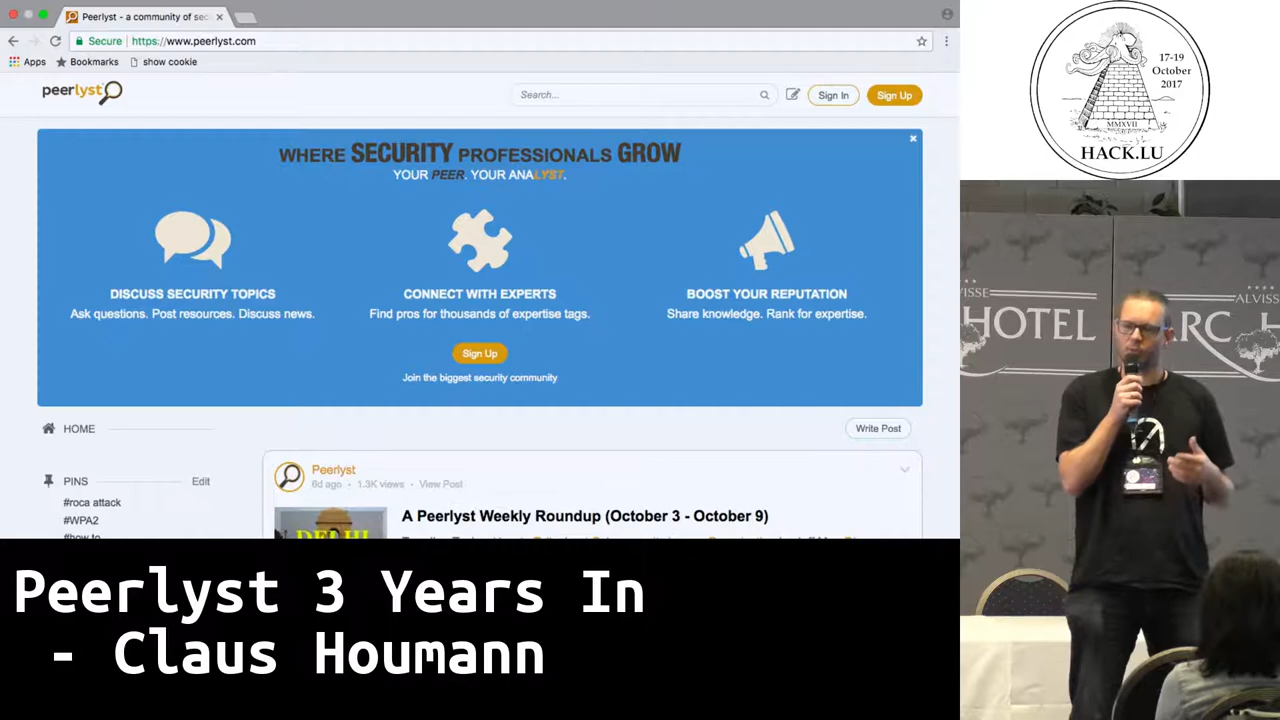 Peerlyst - a community of sec
Secure https://www.peerlyst.com
Apps Bookmarks show cookie
peerlyst
Search...
Sign In
Sign Up
WHERE SECURITY PROFESSIONALS GROW
YOUR PEER. YOUR ANALYST.
DISCUSS SECURITY TOPICS
Ask questions. Post resources. Discuss news.
CONNECT WITH EXPERTS
Find pros for thousands of expertise tags.
BOOST YOUR REPUTATION
Share knowledge. Rank for expertise.
Sign Up
Join the biggest security community
HOME
Write Post
PINS
Edit
#roca attack
#WPA2
#how to
Peerlyst
6d ago • 1.3K views • View Post
A Peerlyst Weekly Roundup (October 3 - October 9)
DELHI
17-19
October
2017
MMXVII
HACK.LU
HOTEL
ARC H
ALVISSE
Peerlyst 3 Years In
- Claus Houmann